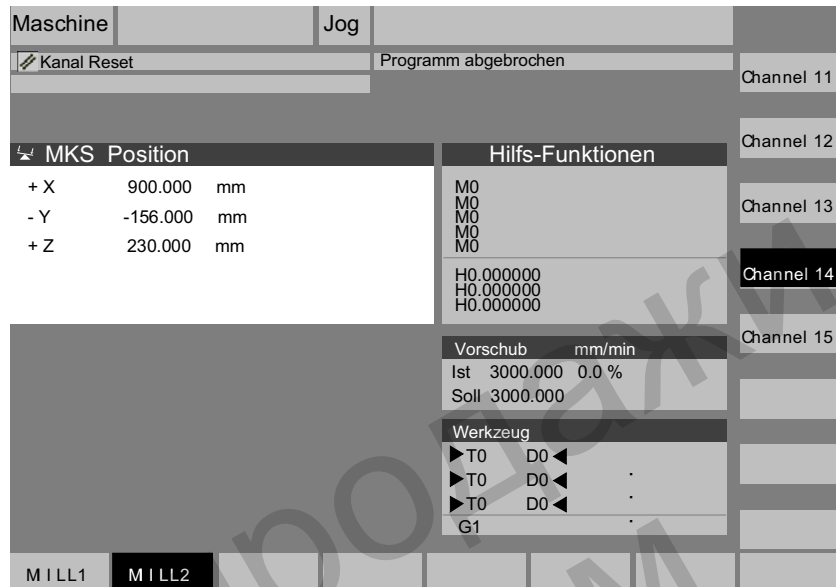 Maschine
Jog
Kanal Reset
Programm abgebrochen
Channel 11
Channel 12
Channel 13
Channel 14
Channel 15
MKS Position
+ X 900.000 mm
- Y -156.000 mm
+ Z 230.000 mm
Hilfs-Funktionen
M0
M0
M0
M0
M0
H0.000000
H0.000000
H0.000000
Vorschub mm/min
Ist 3000.000 0.0 %
Soll 3000.000
Werkzeug
T0 D0
T0 D0 .
T0 D0 .
G1 .
MILL1
MILL2